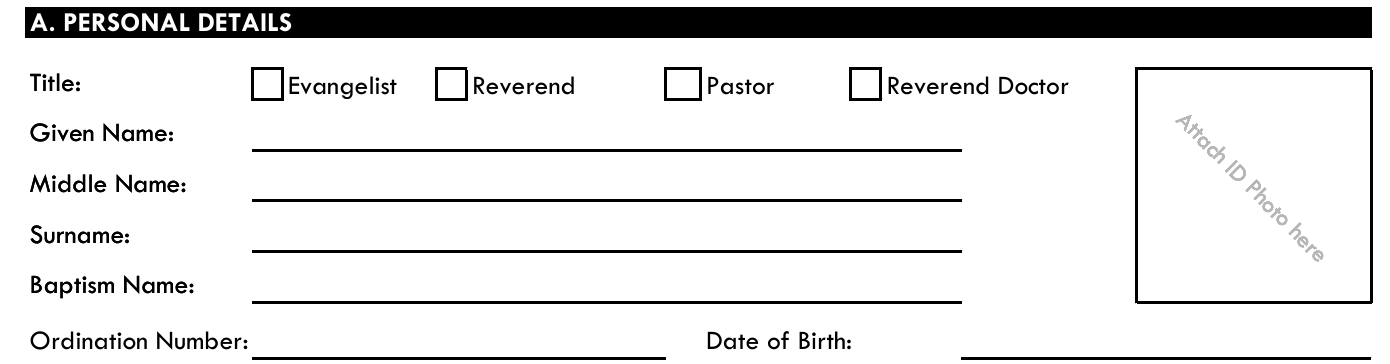 A. PERSONAL DETAILS
Title: Evangelist Reverend Pastor Reverend Doctor
Given Name:
Middle Name:
Surname:
Baptism Name:
Attach ID Photo here
Ordination Number: Date of Birth: